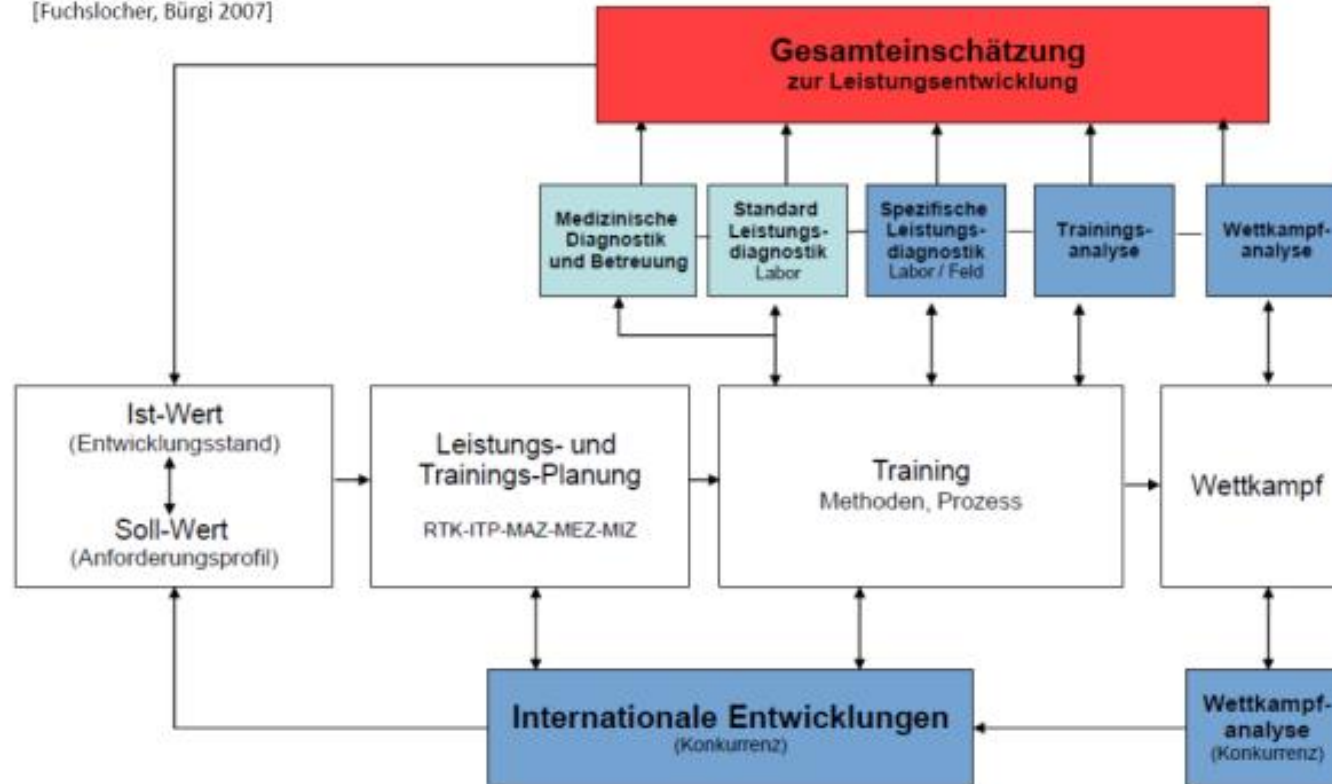 [Fuchslocher, Bürgi 2007]
Gesamteinschätzung
zur Leistungsentwicklung
Medizinische
Diagnostik
und Betreuung
Standard
Leistungs-
diagnostik
Labor
Spezifische
Leistungs-
diagnostik
Labor / Feld
Trainings-
analyse
Wettkampf-
analyse
Ist-Wert
(Entwicklungsstand)
Soll-Wert
(Anforderungsprofil)
Leistungs- und
Trainings-Planung
RTK-ITP-MAZ-MEZ-MIZ
Training
Methoden, Prozess
Wettkampf
Internationale Entwicklungen
(Konkurrenz)
Wettkampf-
analyse
(Konkurrenz)